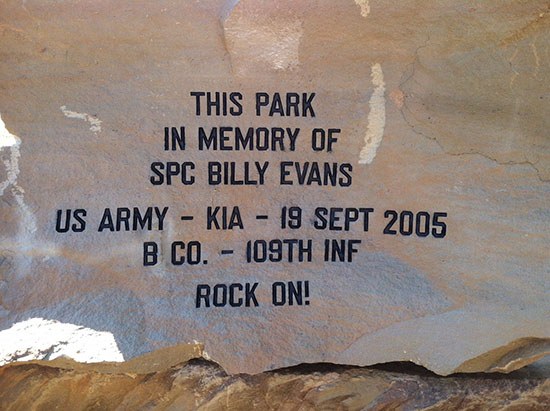 THIS PARK
IN MEMORY OF
SPC BILLY EVANS
US ARMY - KIA - 19 SEPT 2005
B CO. - 109TH INF
ROCK ON!